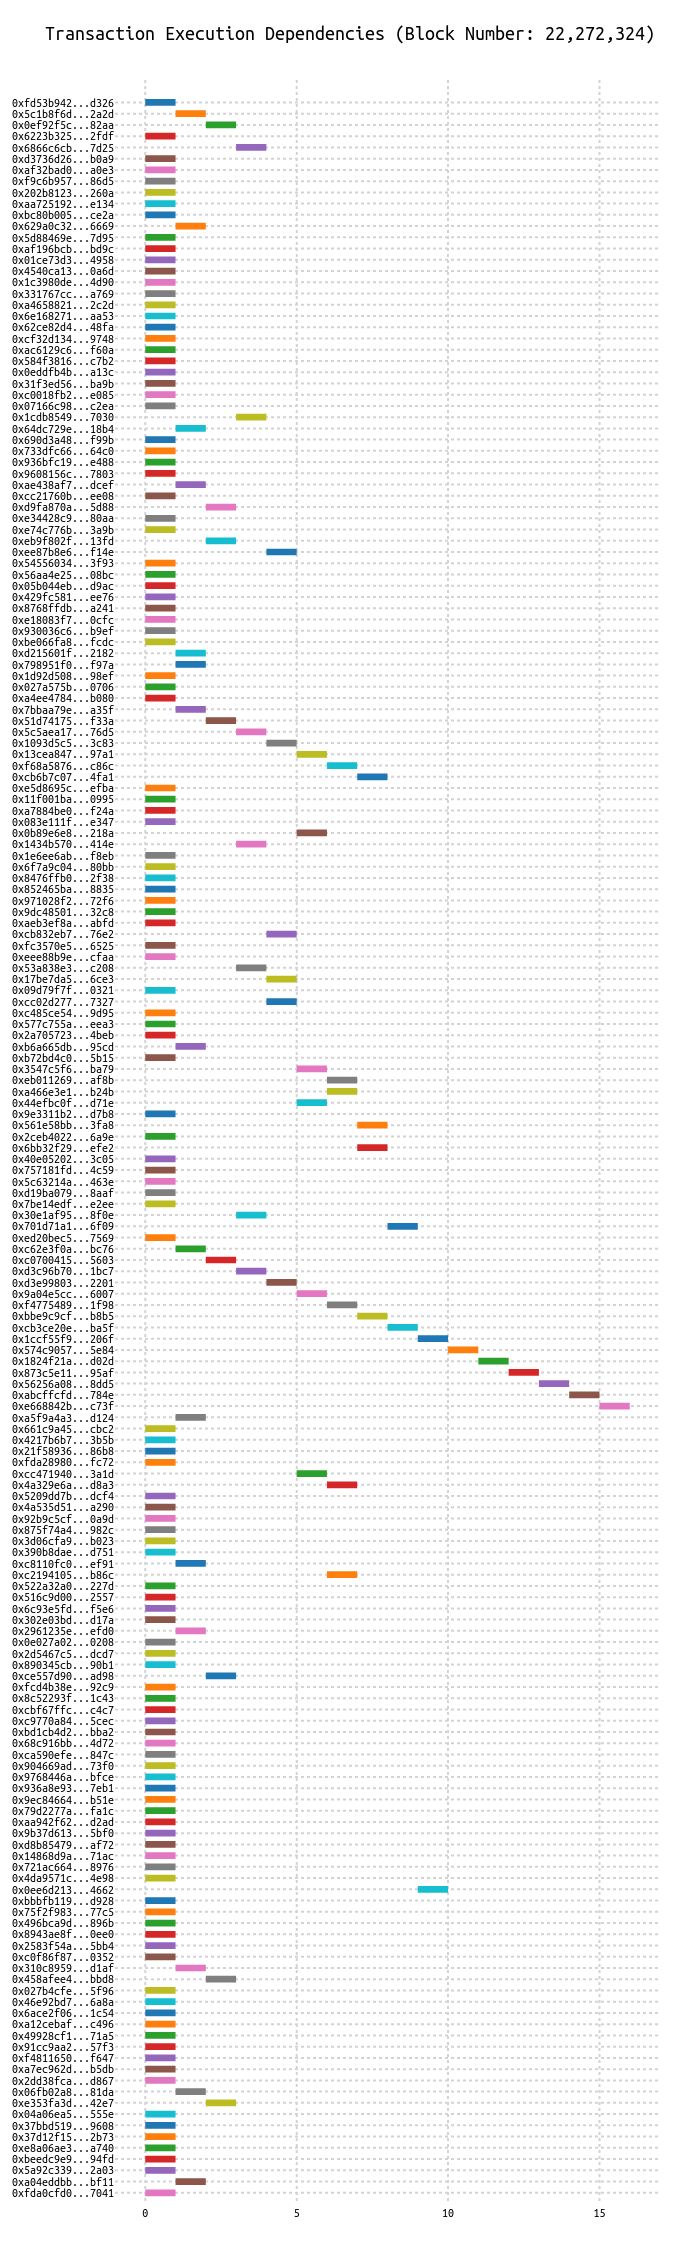 Transaction Execution Dependencies (Block Number: 22,272,324)
0xfd53b942...d326
0x5c1b8f6d...2a2d
0x0ef92f5c...82aa
0x6223b325...2fdf
0x6866c6cb...7d25
0xd3736d26...b0a9
0xaf32bad0...a0e3
0xf9c6b957...86d5
0x202b8123...260a
0xaa725192...e134
0xbc80b005...ce2a
0x629a0c32...6669
0x5d88469e...7d95
0xaf196bcb...bd9c
0x01ce73d3...4958
0x4540ca13...0a6d
0x1c3980de...4d90
0x331767cc...a769
0xa4658821...2c2d
0x6e168271...aa53
0x62ce82d4...48fa
0xcf32d134...9748
0xac6129c6...f60a
0x584f3816...c7b2
0x0eddfb4b...a13c
0x31f3ed56...ba9b
0xc0018fb2...e085
0x07166c98...c2ea
0x1cdb8549...7030
0x64dc729e...18b4
0x690d3a48...f99b
0x733dfc66...64c0
0x936bfc19...e488
0x9608156c...7803
0xae438af7...dcef
0xcc21760b...ee08
0xd9fa870a...5d88
0xe34428c9...80aa
0xe74c776b...3a9b
0xeb9f802f...13fd
0xee87b8e6...f14e
0x54556034...3f93
0x56aa4e25...08bc
0x05b044eb...d9ac
0x429fc581...ee76
0x8768ffdb...a241
0xe18083f7...0cfc
0x930036c6...b9ef
0xbe066fa8...fcdc
0xd215601f...2182
0x798951f0...f97a
0x1d92d508...98ef
0x027a575b...0706
0xa4ee4784...b080
0x7bbaa79e...a35f
0x51d74175...f33a
0x5c5aea17...76d5
0x1093d5c5...3c83
0x13cea847...97a1
0xf68a5876...c86c
0xcb6b7c07...4fa1
0xe5d8695c...efba
0x11f001ba...0995
0xa7884be0...f24a
0x083e111f...e347
0x0b89e6e8...218a
0x1434b570...414e
0x1e6ee6ab...f8eb
0x6f7a9c04...80bb
0x8476ffb0...2f38
0x852465ba...8835
0x971028f2...72f6
0x9dc48501...32c8
0xaeb3ef8a...abfd
0xcb832eb7...76e2
0xfc3570e5...6525
0xeee88b9e...cfaa
0x53a838e3...c208
0x17be7da5...6ce3
0x09d79f7f...0321
0xcc02d277...7327
0xc485ce54...9d95
0x577c755a...eea3
0x2a705723...4beb
0xb6a665db...95cd
0xb72bd4c0...5b15
0x3547c5f6...ba79
0xeb011269...af8b
0xa466e3e1...b24b
0x44efbc0f...d71e
0x9e3311b2...d7b8
0x561e58bb...3fa8
0x2ceb4022...6a9e
0x6bb32f29...efe2
0x40e05202...3c05
0x757181fd...4c59
0x5c63214a...463e
0xd19ba079...8aaf
0x7be14edf...e2ee
0x30e1af95...8f0e
0x701d71a1...6f09
0xed20bec5...7569
0xc62e3f0a...bc76
0xc0700415...5603
0xd3c96b70...1bc7
0xd3e99803...2201
0x9a04e5cc...6007
0xf4775489...1f98
0xbbe9c9cf...b8b5
0xcb3ce20e...ba5f
0x1ccf55f9...206f
0x574c9057...5e84
0x1824f21a...d02d
0x873c5e11...95af
0x56256a08...8dd5
0xabcffcfd...784e
0xe668842b...c73f
0xa5f9a4a3...d124
0x661c9a45...cbc2
0x4217b6b7...3b5b
0x21f58936...86b8
0xfda28980...fc72
0xcc471940...3a1d
0x4a329e6a...d8a3
0x5209dd7b...dcf4
0x4a535d51...a290
0x92b9c5cf...0a9d
0x875f74a4...982c
0x3d06cfa9...b023
0x390b8dae...d751
0xc8110fc0...ef91
0xc2194105...b86c
0x522a32a0...227d
0x516c9d00...2557
0x6c93e5fd...f5e6
0x302e03bd...d17a
0x2961235e...efd0
0x0e027a02...0208
0x2d5467c5...dcd7
0x890345cb...90b1
0xce557d90...ad98
0xfcd4b38e...92c9
0x8c52293f...1c43
0xcbf67ffc...c4c7
0xc9770a84...5cec
0xbd1cb4d2...bba2
0x68c916bb...4d72
0xca590efe...847c
0x904669ad...73f0
0x9768446a...bfce
0x936a8e93...7eb1
0x9ec84664...b51e
0x79d2277a...fa1c
0xaa942f62...d2ad
0x9b37d613...5bf0
0xd8b85479...af72
0x14868d9a...71ac
0x721ac664...8976
0x4da9571c...4e98
0x0ee6d213...4662
0xbbbfb119...d928
0x75f2f983...77c5
0x496bca9d...896b
0x8943ae8f...0ee0
0x2583f54a...5bb4
0xc0f86f87...0352
0x310c8959...d1af
0x458afee4...bbd8
0x027b4cfe...5f96
0x46e92bd7...6a8a
0x6ace2f06...1c54
0xa12cebaf...c496
0x49928cf1...71a5
0x91cc9aa2...57f3
0xf4811650...f647
0xa7ec962d...b5db
0x2dd38fca...d867
0x06fb02a8...81da
0xe353fa3d...42e7
0x04a06ea5...555e
0x37bbd519...9608
0x37d12f15...2b73
0xe8a06ae3...a740
0xbeedc9e9...94fd
0x5a92c339...2a03
0xa04eddbb...bf11
0xfda0cfd0...7041
0 5 10 15